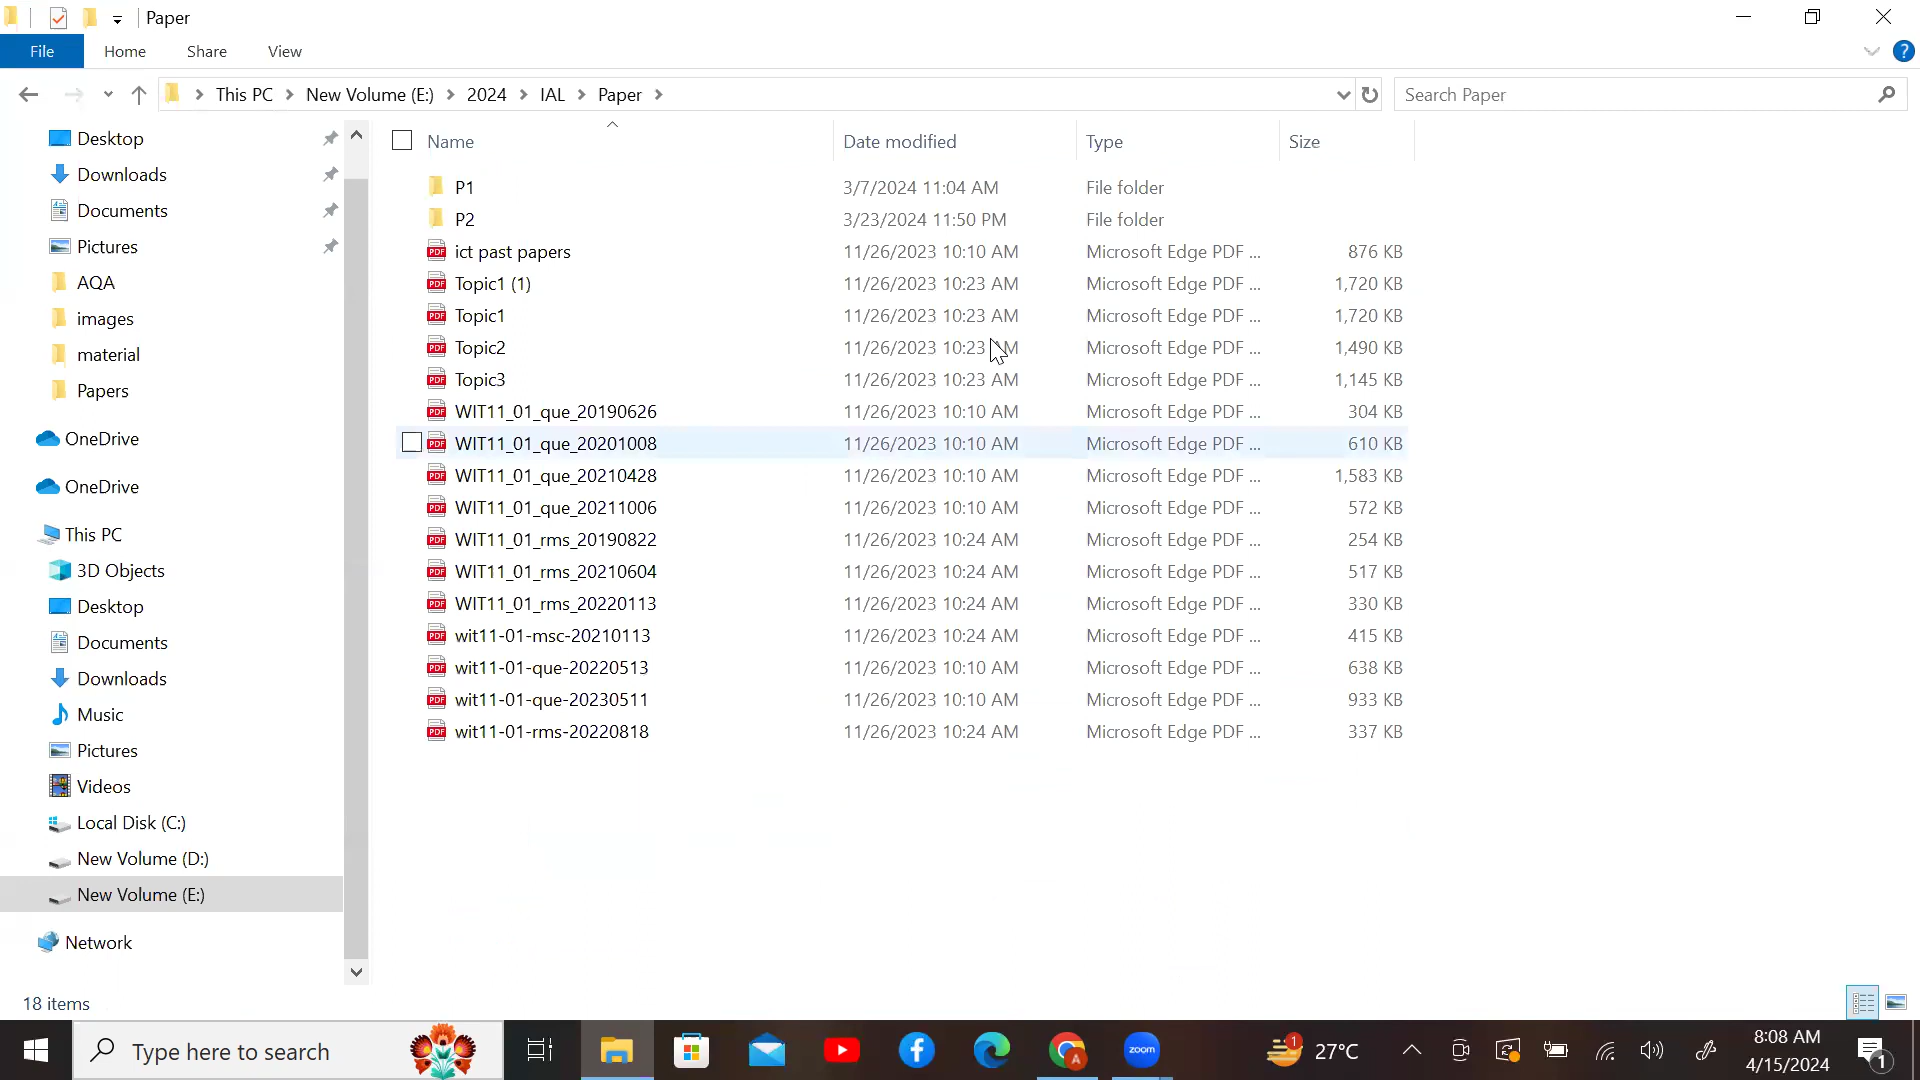 Paper
File Home Share View
This PC New Volume (E:) 2024 IAL Paper
Search Paper
Name Date modified Type Size
Desktop
Downloads
Documents
Pictures
AQA
images
material
Papers
OneDrive
OneDrive
This PC
3D Objects
Desktop
Documents
Downloads
Music
Pictures
Videos
Local Disk (C:)
New Volume (D:)
New Volume (E:)
Network
P1 3/7/2024 11:04 AM File folder
P2 3/23/2024 11:50 PM File folder
ict past papers 11/26/2023 10:10 AM Microsoft Edge PDF ... 876 KB
Topic1 (1) 11/26/2023 10:23 AM Microsoft Edge PDF ... 1,720 KB
Topic1 11/26/2023 10:23 AM Microsoft Edge PDF ... 1,720 KB
Topic2 11/26/2023 10:23 AM Microsoft Edge PDF ... 1,490 KB
Topic3 11/26/2023 10:23 AM Microsoft Edge PDF ... 1,145 KB
WIT11_01_que_20190626 11/26/2023 10:10 AM Microsoft Edge PDF ... 304 KB
WIT11_01_que_20201008 11/26/2023 10:10 AM Microsoft Edge PDF ... 610 KB
WIT11_01_que_20210428 11/26/2023 10:10 AM Microsoft Edge PDF ... 1,583 KB
WIT11_01_que_20211006 11/26/2023 10:10 AM Microsoft Edge PDF ... 572 KB
WIT11_01_rms_20190822 11/26/2023 10:24 AM Microsoft Edge PDF ... 254 KB
WIT11_01_rms_20210604 11/26/2023 10:24 AM Microsoft Edge PDF ... 517 KB
WIT11_01_rms_20220113 11/26/2023 10:24 AM Microsoft Edge PDF ... 330 KB
wit11-01-msc-20210113 11/26/2023 10:24 AM Microsoft Edge PDF ... 415 KB
wit11-01-que-20220513 11/26/2023 10:10 AM Microsoft Edge PDF ... 638 KB
wit11-01-que-20230511 11/26/2023 10:10 AM Microsoft Edge PDF ... 933 KB
wit11-01-rms-20220818 11/26/2023 10:24 AM Microsoft Edge PDF ... 337 KB
18 items
Type here to search
zoom
A
1
27°C
8:08 AM
4/15/2024
1